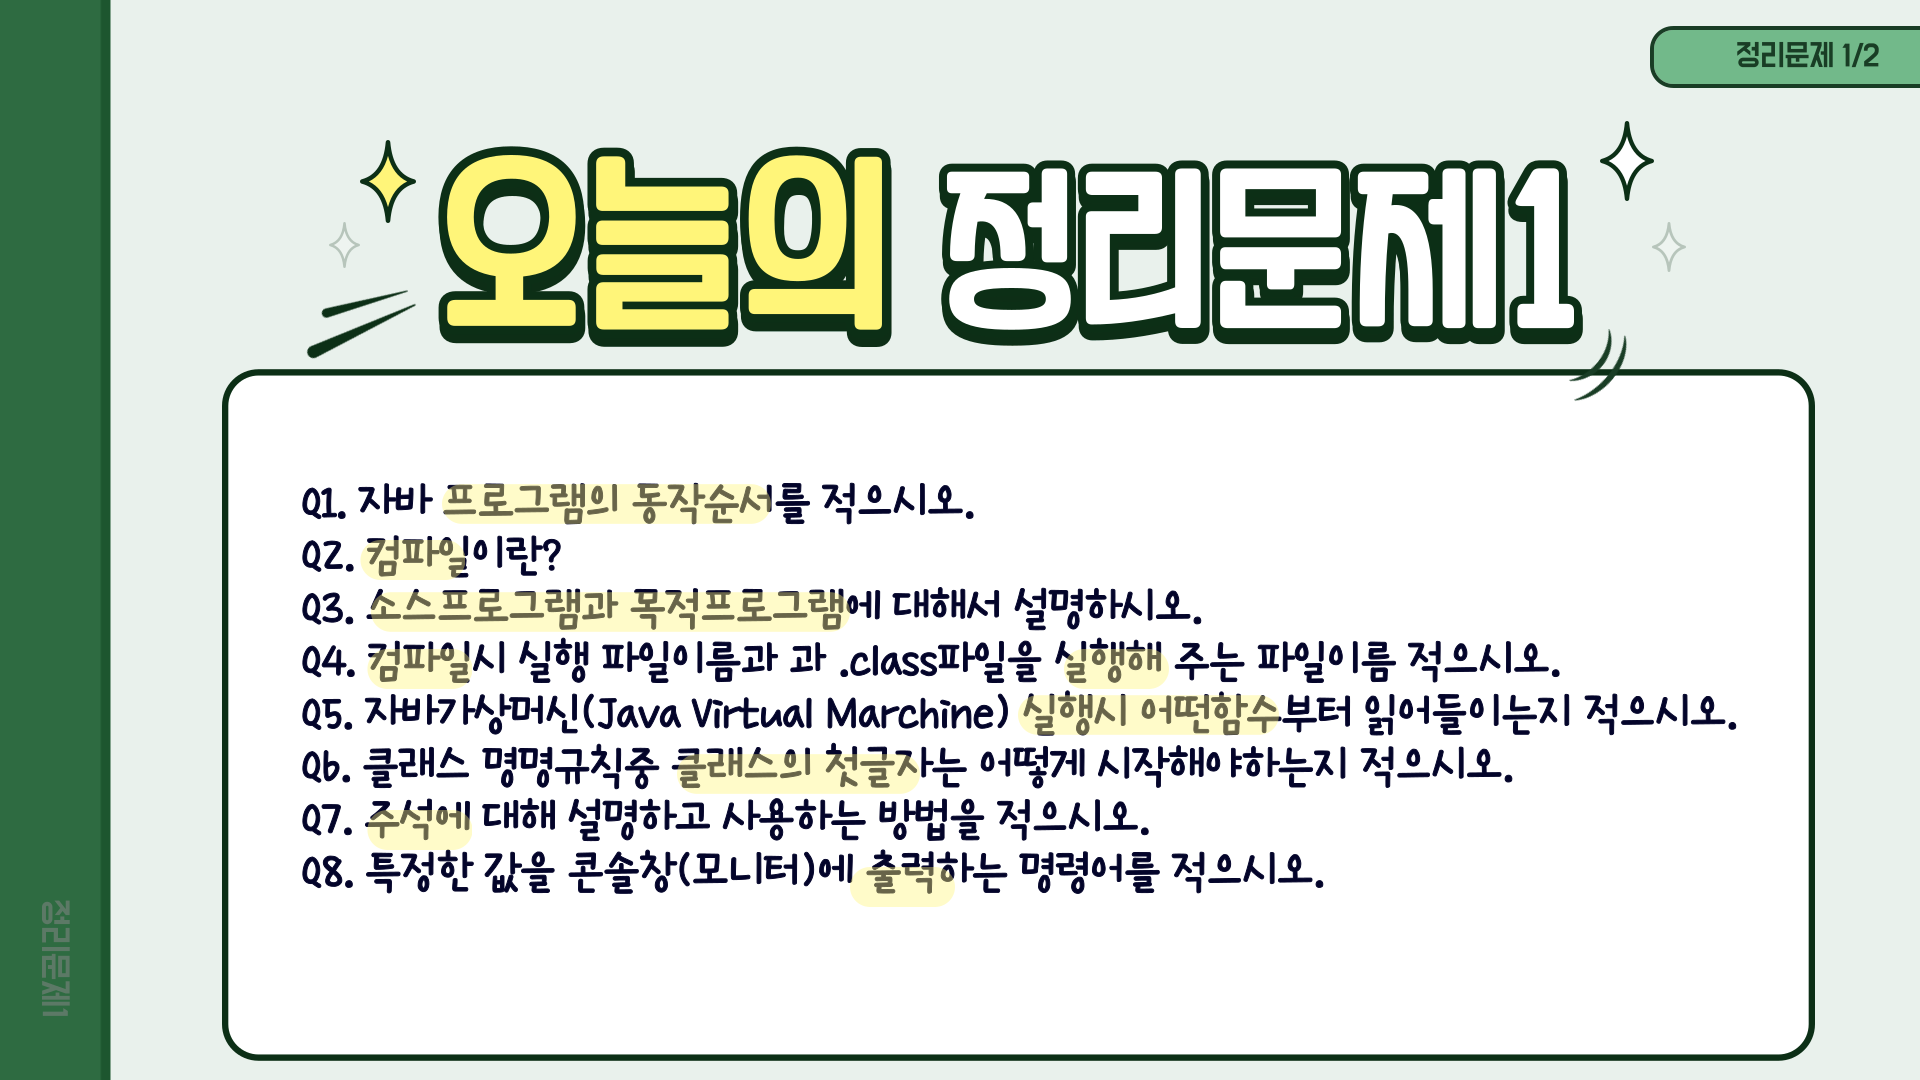 정리문제 1/2
오늘의 정리문제1
Q1. 자바 프로그램의 동작순서를 적으시오.
Q2. 컴파일이란?
Q3. 소스프로그램과 목적프로그램에 대해서 설명하시오.
Q4. 컴파일시 실행 파일이름과 과 .class파일을 실행해 주는 파일이름 적으시오.
Q5. 자바가상머신(Java Virtual Marchine) 실행시 어떤함수부터 읽어들이는지 적으시오.
Q6. 클래스 명명규칙중 클래스의 첫글자는 어떻게 시작해야하는지 적으시오.
Q7. 주석에 대해 설명하고 사용하는 방법을 적으시오.
Q8. 특정한 값을 콘솔창(모니터)에 출력하는 명령어를 적으시오.
정리문제1